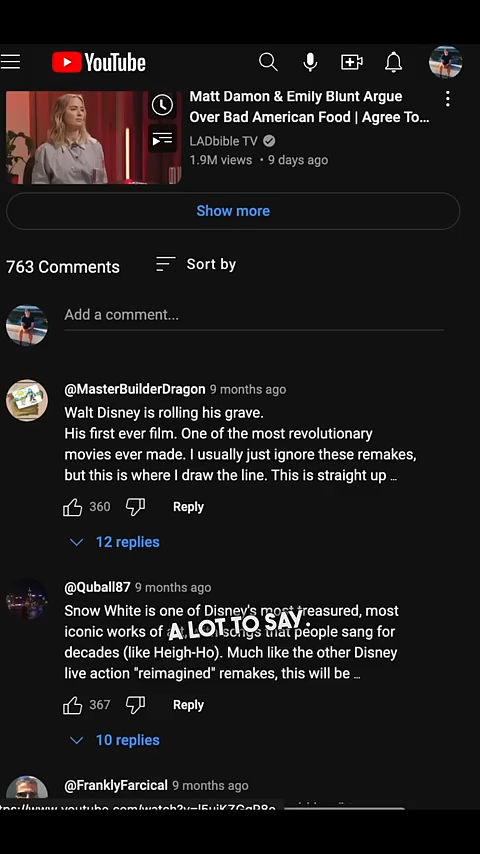 YouTube
Matt Damon & Emily Blunt Argue
Over Bad American Food | Agree To...
LADbible TV
1.9M views • 9 days ago
Show more
763 Comments
Sort by
Add a comment...
@MasterBuilderDragon 9 months ago
Walt Disney is rolling his grave.
His first ever film. One of the most revolutionary
movies ever made. I usually just ignore these remakes,
but this is where I draw the line. This is straight up ...
360
Reply
12 replies
@Quball87 9 months ago
Snow White is one of Disney's most treasured, most
iconic works of songs that people sang for
A LOT TO SAY.
decades (like Heigh-Ho). Much like the other Disney
live action "reimagined" remakes, this will be ...
367
Reply
10 replies
@FranklyFarcical 9 months ago